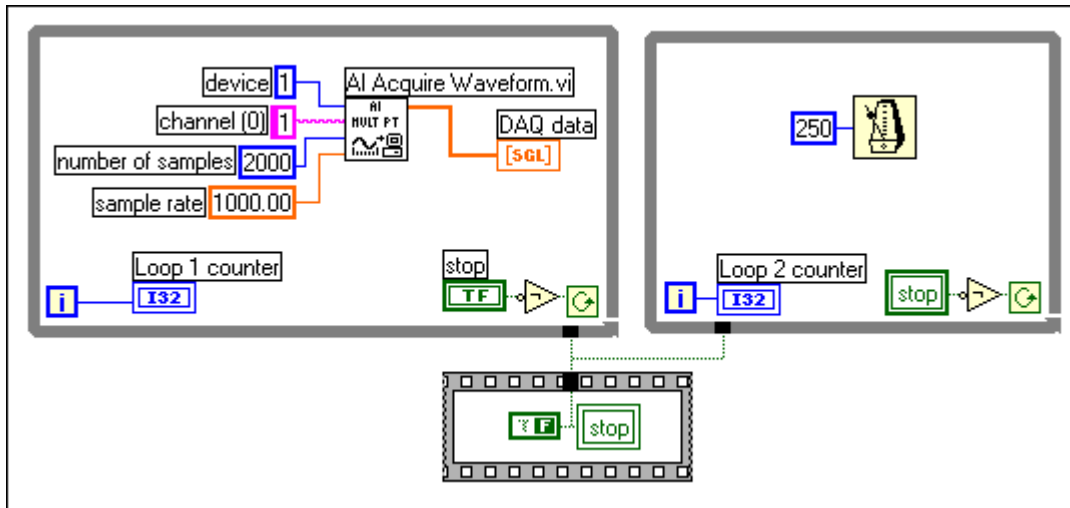 device 1
AI Acquire Waveform.vi
channel (0) 1
AI
MULT PT
DAQ data
[SGL]
number of samples 2000
sample rate 1000.00
250
Loop 1 counter
i
I32
stop
TF
Loop 2 counter
i
I32
stop
TF
stop